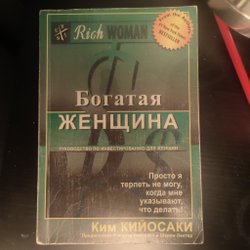 Rich WOMAN
Богатая
ЖЕНЩИНА
РУКОВОДСТВО ПО ИНВЕСТИРОВАНИЮ ДЛЯ ЖЕНЩИН
Просто я
терпеть не могу,
когда мне
указывают,
что делать!
Ким КИЙОСАКИ